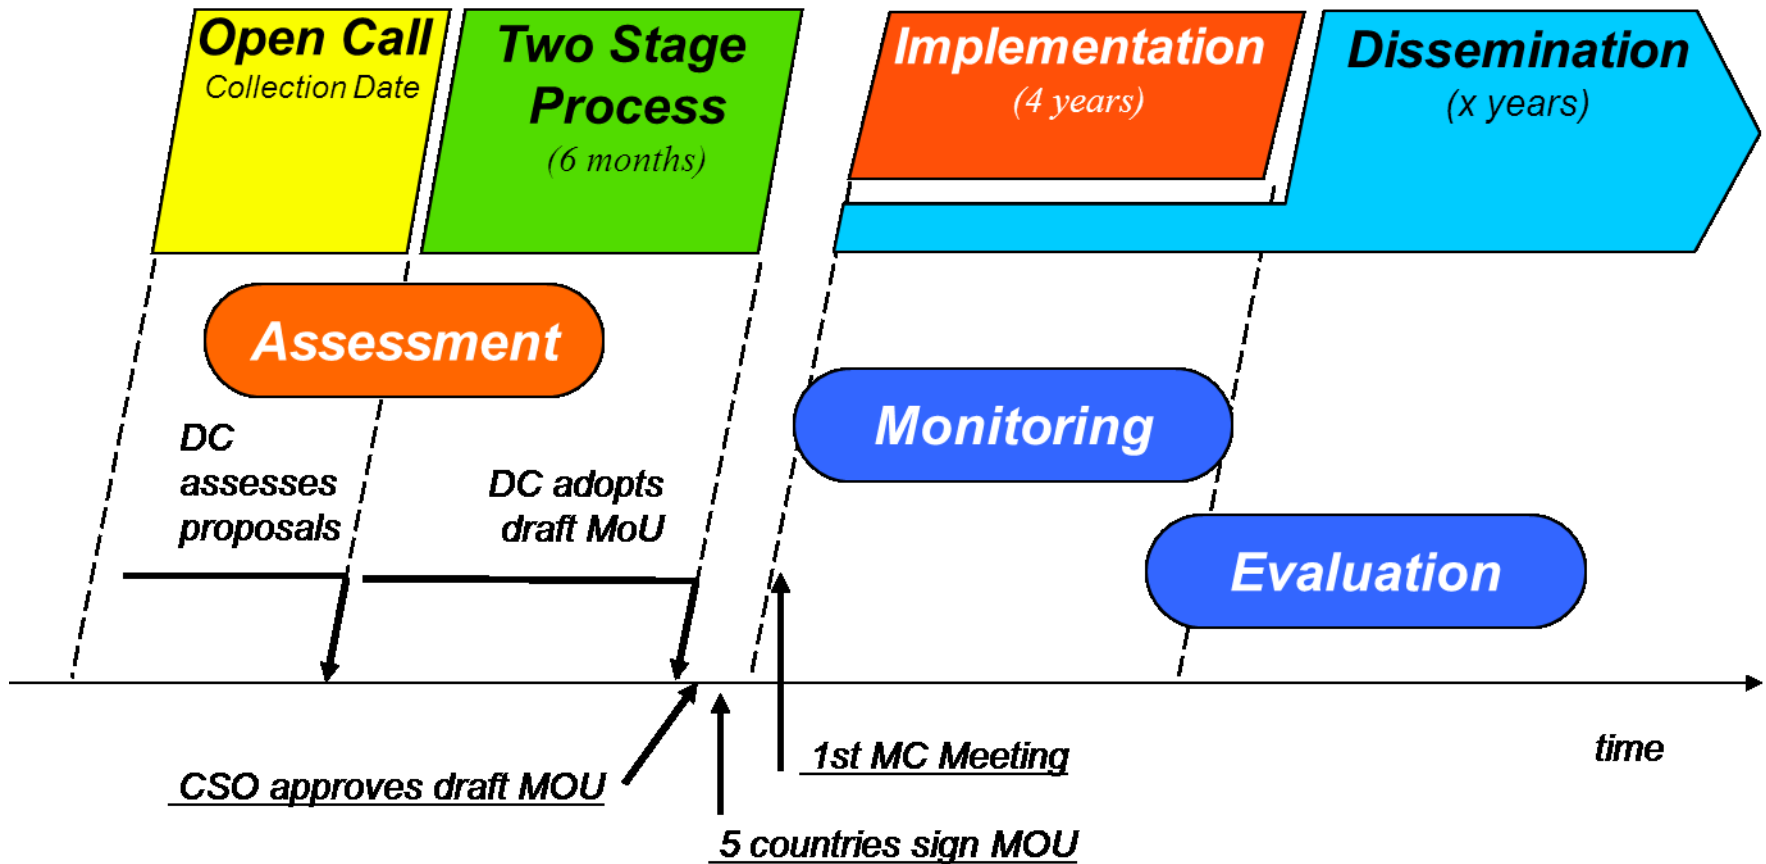 Open Call
Collection Date
Two Stage
Process
(6 months)
Implementation
(4 years)
Dissemination
(x years)
Assessment
Monitoring
Evaluation
DC
assesses
proposals
DC adopts
draft MoU
CSO approves draft MOU
1st MC Meeting
5 countries sign MOU
time